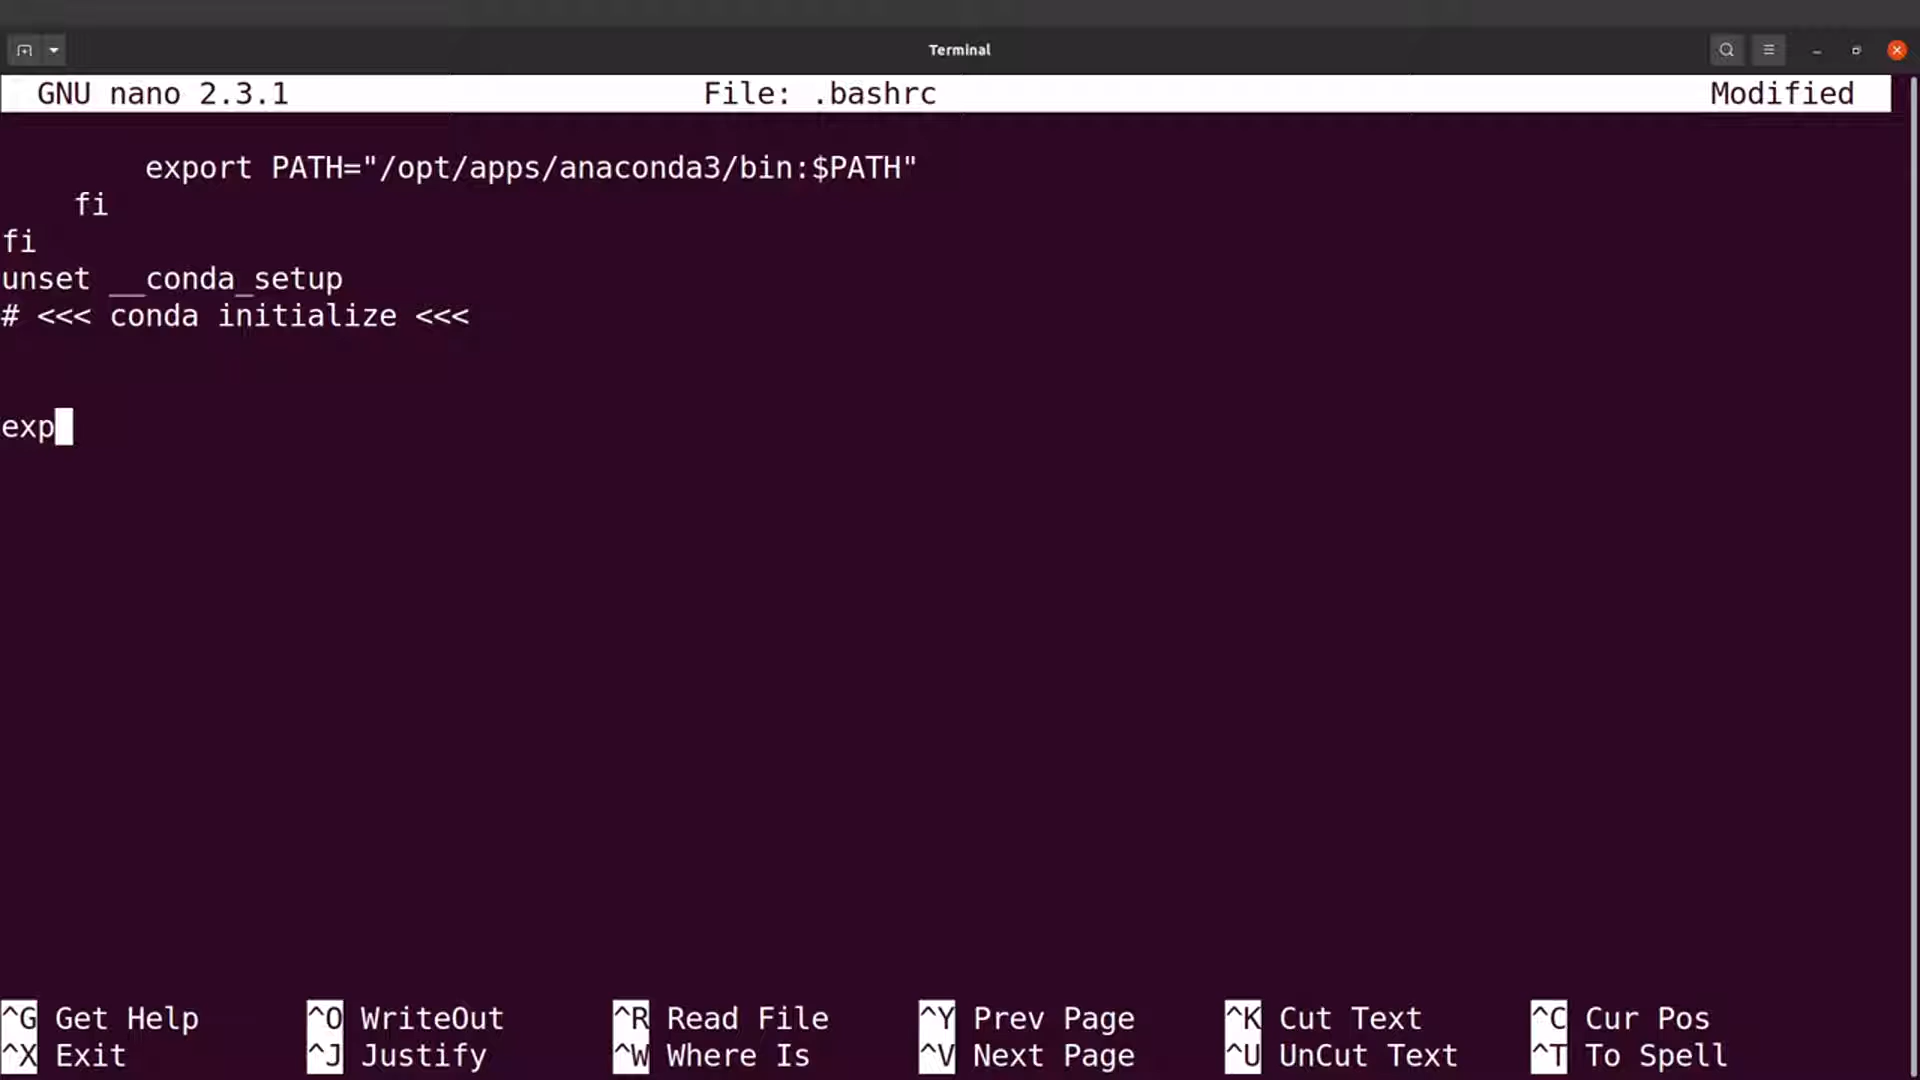 Terminal
GNU nano 2.3.1 File: .bashrc Modified
export PATH="/opt/apps/anaconda3/bin:$PATH"
fi
fi
unset __conda_setup
# <<< conda initialize <<<
exp
^G Get Help ^O WriteOut ^R Read File ^Y Prev Page ^K Cut Text ^C Cur Pos
^X Exit ^J Justify ^W Where Is ^V Next Page ^U UnCut Text ^T To Spell